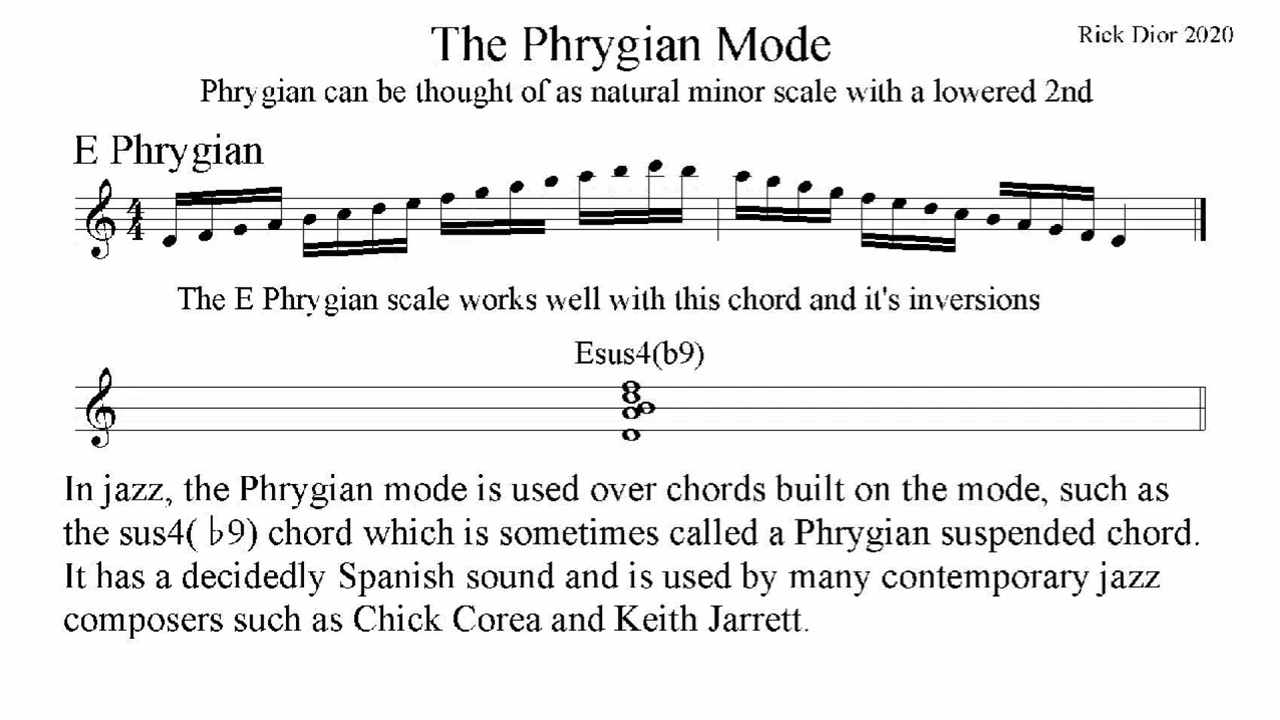 The Phrygian Mode
Rick Dior 2020
Phrygian can be thought of as natural minor scale with a lowered 2nd
E Phrygian
4
4
The E Phrygian scale works well with this chord and it's inversions
Esus4(b9)
In jazz, the Phrygian mode is used over chords built on the mode, such as
the sus4( ♭9) chord which is sometimes called a Phrygian suspended chord.
It has a decidedly Spanish sound and is used by many contemporary jazz
composers such as Chick Corea and Keith Jarrett.